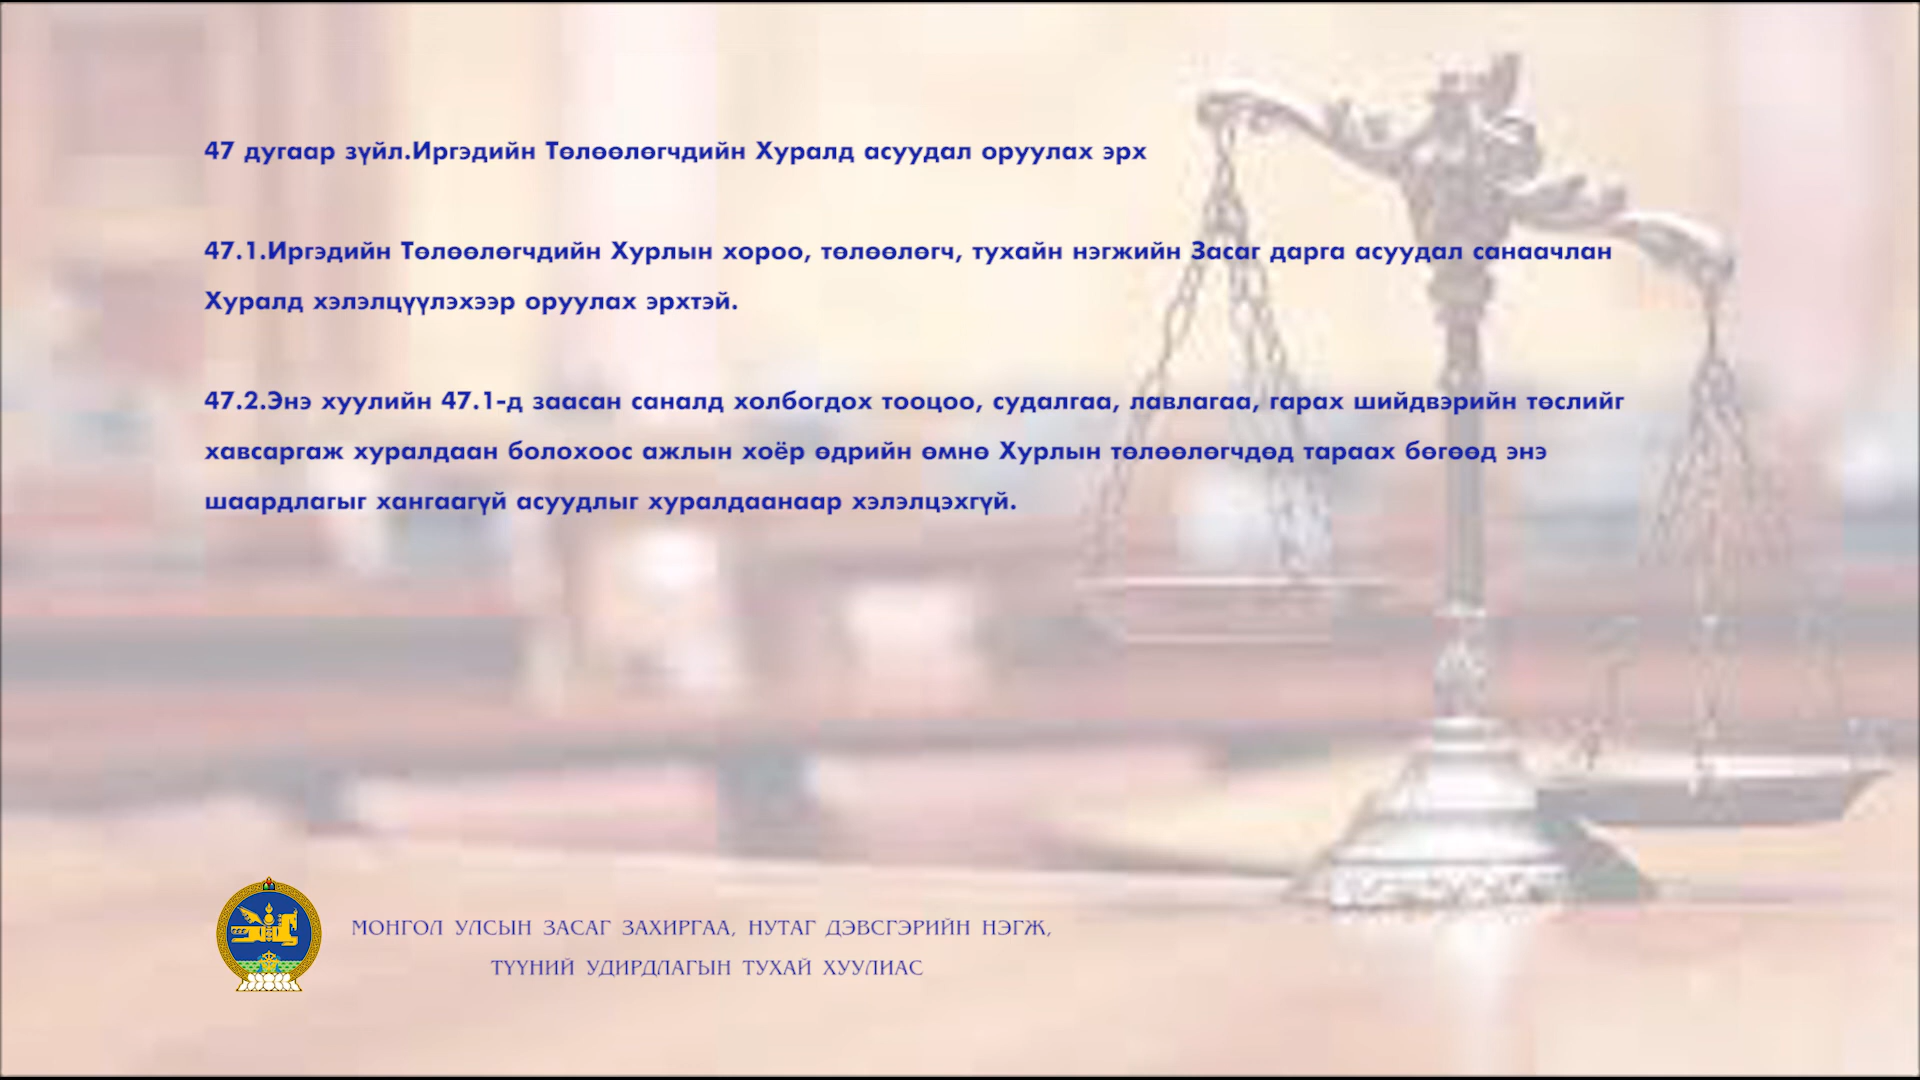 47 дугаар зүйл.Иргэдийн Төлөөлөгчдийн Хуралд асуудал оруулах эрх
47.1.Иргэдийн Төлөөлөгчдийн Хурлын хороо, төлөөлөгч, тухайн нэгжийн Засаг дарга асуудал санаачлан
Хуралд хэлэлцүүлэхээр оруулах эрхтэй.
47.2.Энэ хуулийн 47.1-д заасан саналд холбогдох тооцоо, судалгаа, лавлагаа, гарах шийдвэрийн төслийг
хавсаргаж хуралдаан болохоос ажлын хоёр өдрийн өмнө Хурлын төлөөлөгчдөд тараах бөгөөд энэ
шаардлагыг хангаагүй асуудлыг хуралдаанаар хэлэлцэхгүй.
МОНГОЛ УЛСЫН ЗАСАГ ЗАХИРГАА, НУТАГ ДЭВСГЭРИЙН НЭГЖ,
ТҮҮНИЙ УДИРДЛАГЫН ТУХАЙ ХУУЛИАС